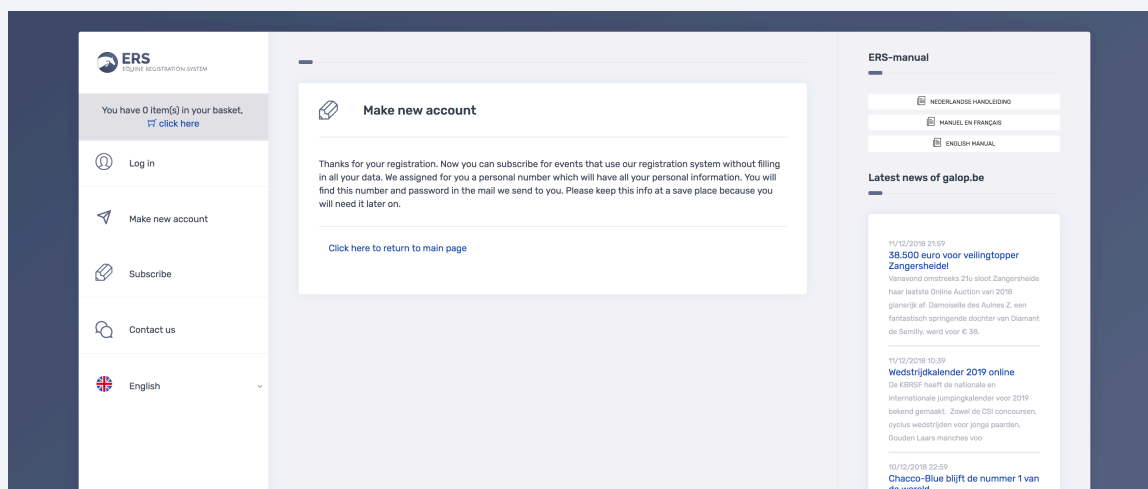 ERS
EQUINE REGISTRATION SYSTEM
You have 0 item(s) in your basket,
click here
Log in
Make new account
Subscribe
Contact us
English
Make new account
Thanks for your registration. Now you can subscribe for events that use our registration system without filling
in all your data. We assigned for you a personal number which will have all your personal information. You will
find this number and password in the mail we send to you. Please keep this info at a save place because you
will need it later on.
Click here to return to main page
ERS-manual
NEDERLANDSE HANDLEIDING
MANUEL EN FRANÇAIS
ENGLISH MANUAL
Latest news of galop.be
11/12/2018 21:59
38.500 euro voor veilingtopper
Zangersheide!
Vanavond omstreeks 21u sloot Zangersheide
haar laatste Online Auction van 2018
glansrijk af. Damoiselle des Aulnes Z, een
fantastisch springende dochter van Diamant
de Semilly, werd voor € 38.
11/12/2018 10:39
Wedstrijdkalender 2019 online
De KBRSF heeft de nationale en
internationale jumpingkalender voor 2019
bekend gemaakt. Zowel de CSI concoursen,
cyclus wedstrijden voor jonge paarden,
Gouden Laars manches voo
10/12/2018 22:59
Chacco-Blue blijft de nummer 1 van
de wereld